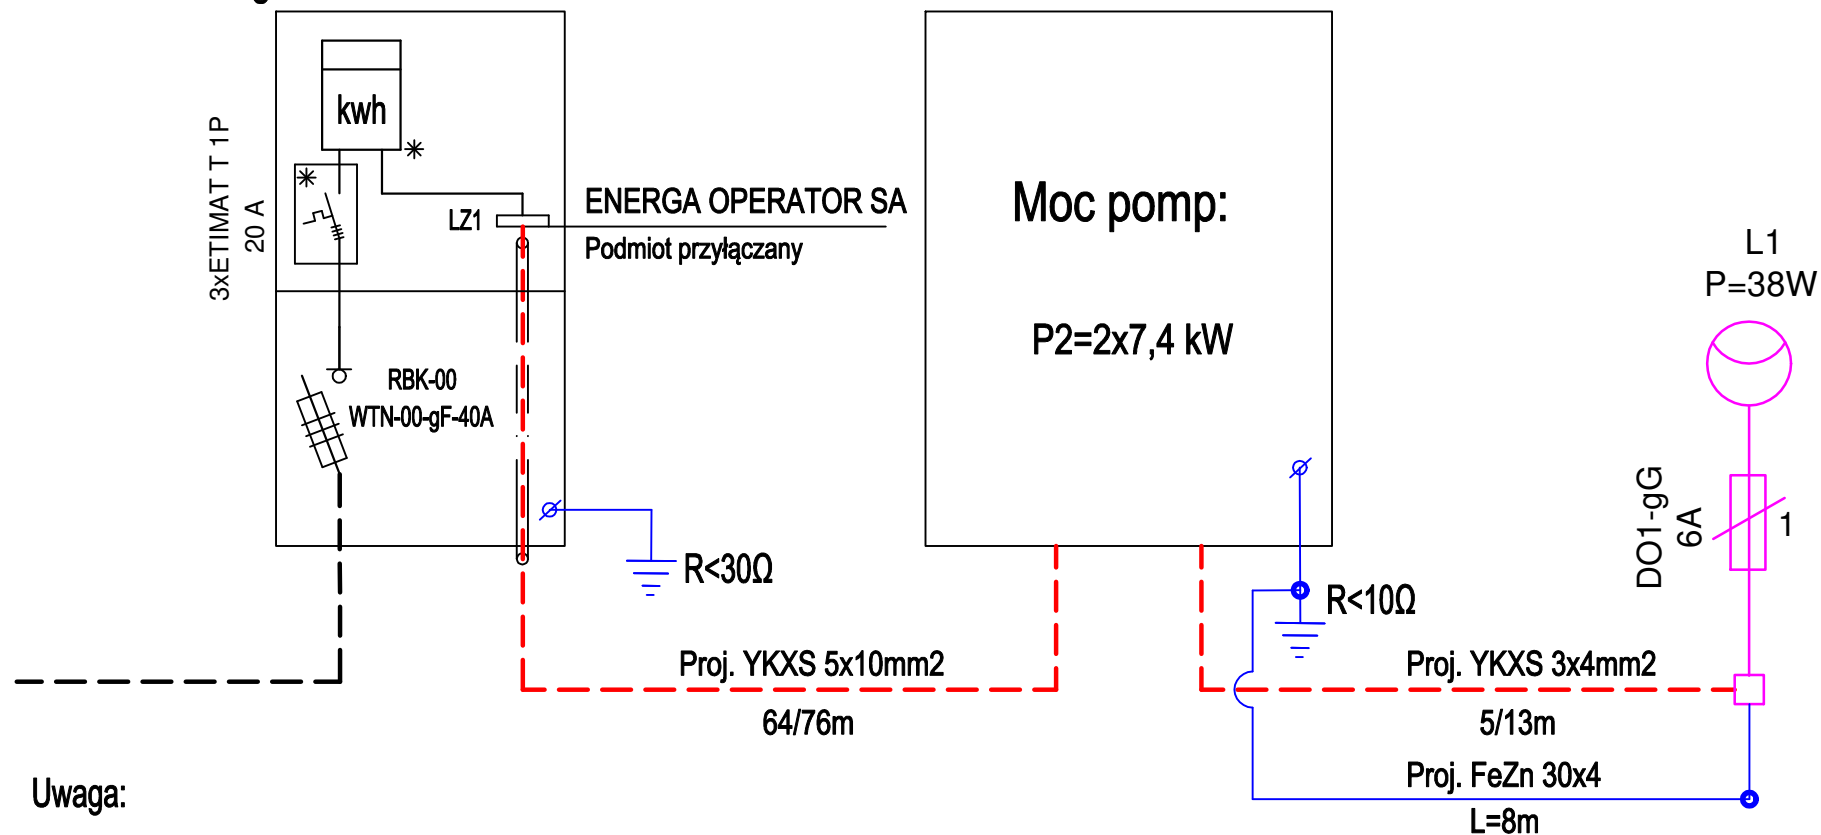 3xETIMAT T 1P
20 A
kwh
LZ1
ENERGA OPERATOR SA
Podmiot przyłączany
RBK-00
WTN-00-gF-40A
R<30Ω
Moc pomp:
P2=2x7,4 kW
R<10Ω
L1
P=38W
DO1-gG
6A
1
Proj. YKXS 5x10mm2
64/76m
Proj. YKXS 3x4mm2
5/13m
Proj. FeZn 30x4
L=8m
Uwaga: